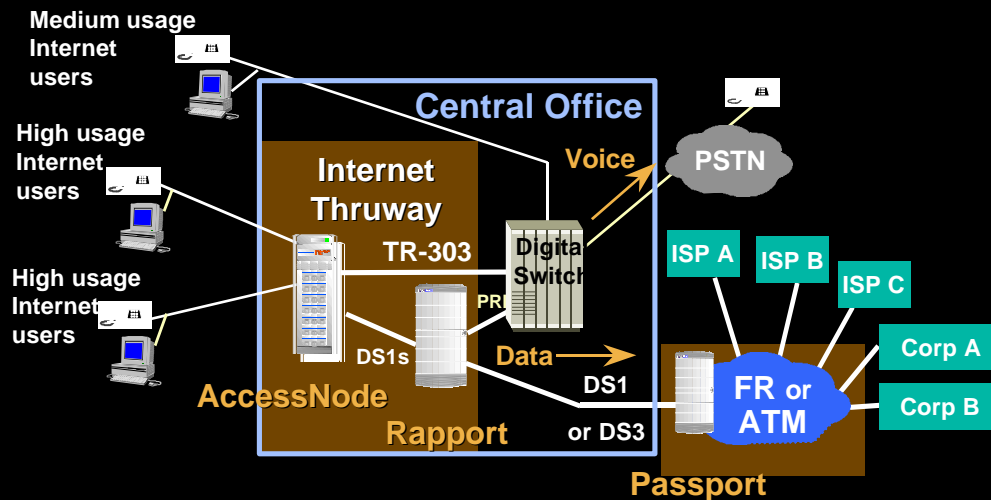 Medium usage
Internet
users
High usage
Internet
users
High usage
Internet
users
Central Office
Internet
Thruway
TR-303
Digita
Switch
PRI
DS1s
AccessNode
Rapport
Voice
PSTN
Data
DS1
or DS3
ISP A
ISP B
ISP C
Corp A
Corp B
FR or
ATM
Passport